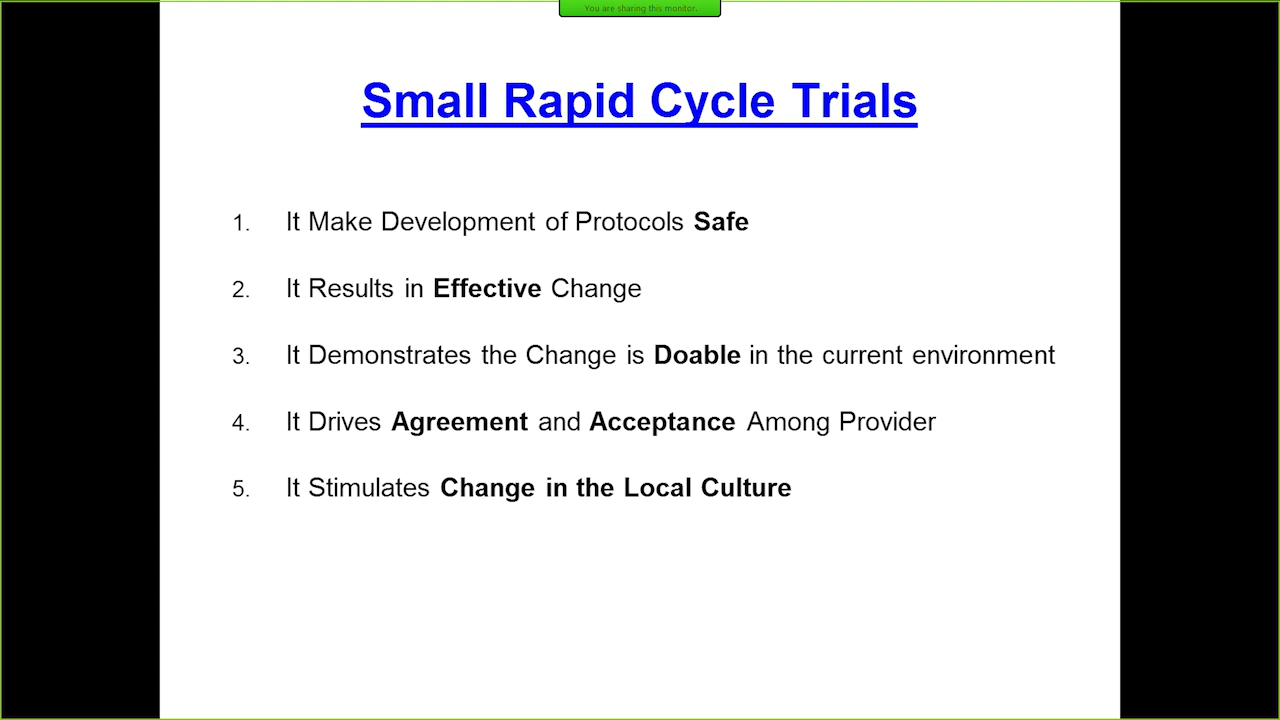 You are sharing this monitor.
Small Rapid Cycle Trials
1. It Make Development of Protocols Safe
2. It Results in Effective Change
3. It Demonstrates the Change is Doable in the current environment
4. It Drives Agreement and Acceptance Among Provider
5. It Stimulates Change in the Local Culture